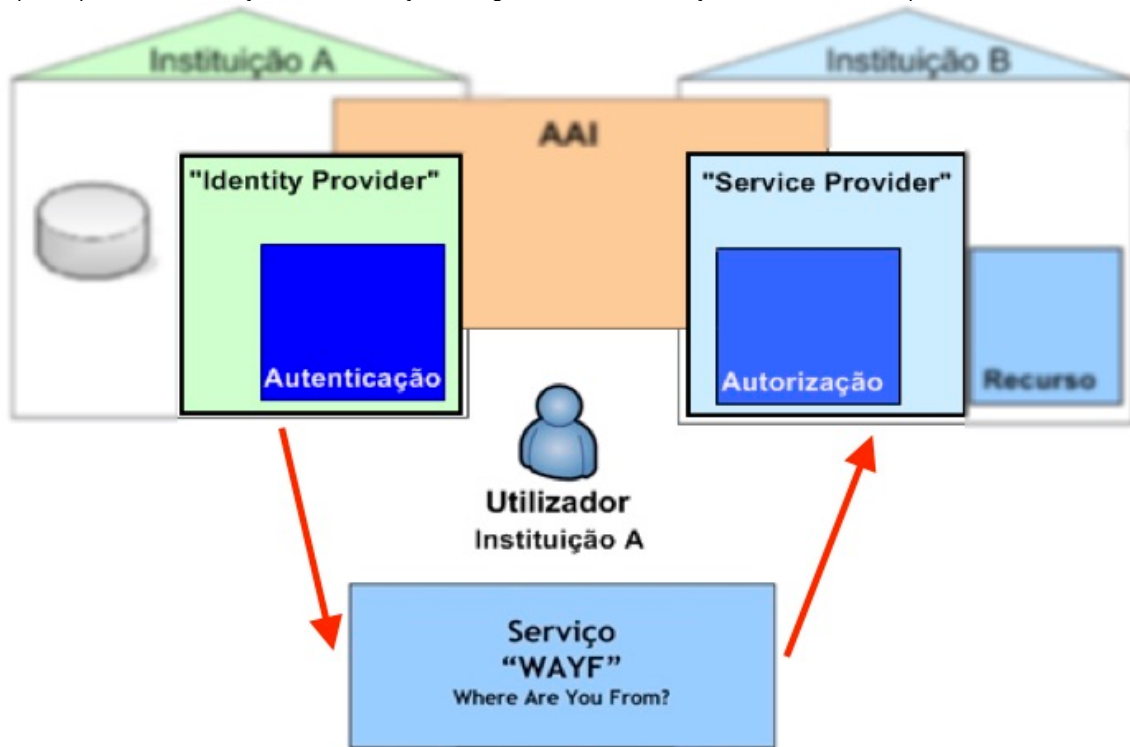 Instituição A
Instituição B
AAI
"Identity Provider"
"Service Provider"
Autenticação
Autorização
Recurso
Utilizador
Instituição A
Serviço
“WAYF”
Where Are You From?